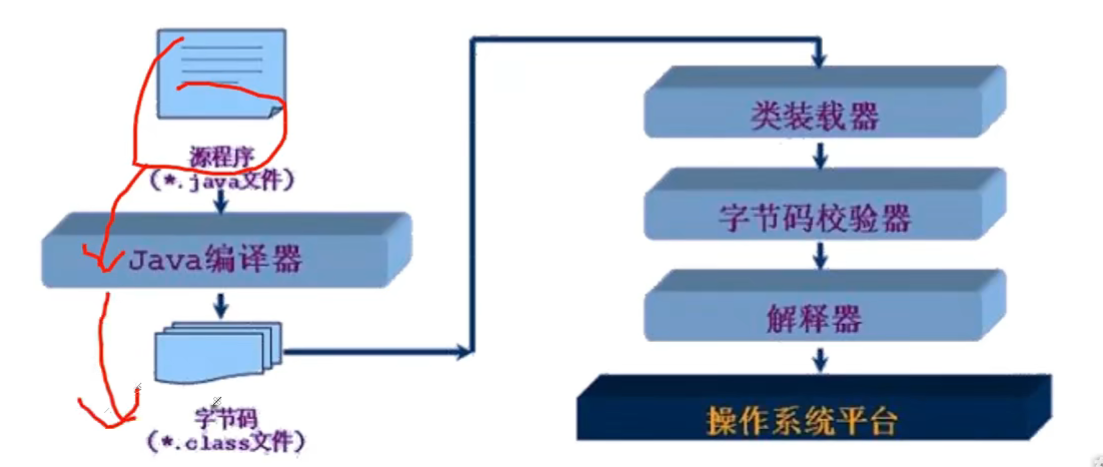 源程序
(*.java文件)
Java编译器
字节码
(*.class文件)
类装载器
字节码校验器
解释器
操作系统平台